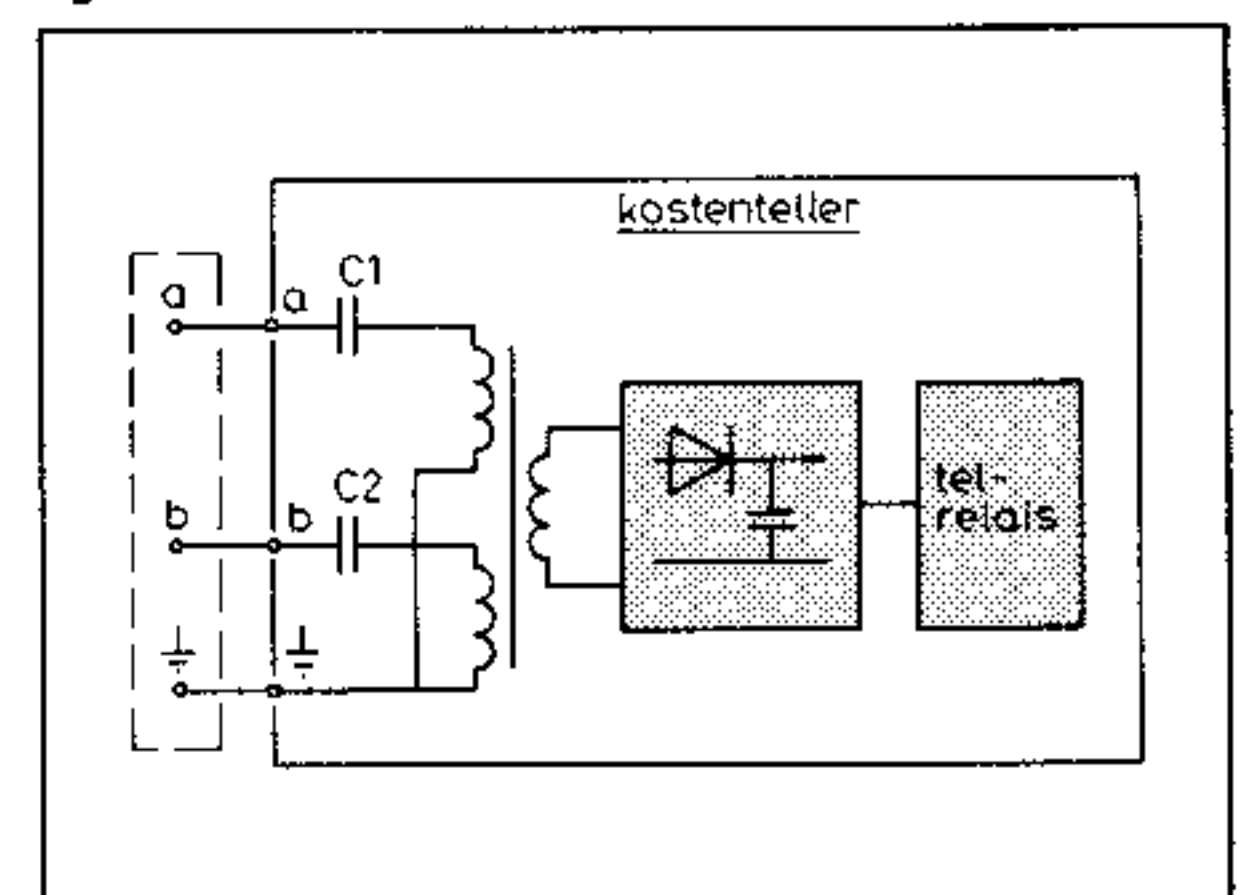 kostenteller
C1
a
a
C2
b
b
tel-
relais